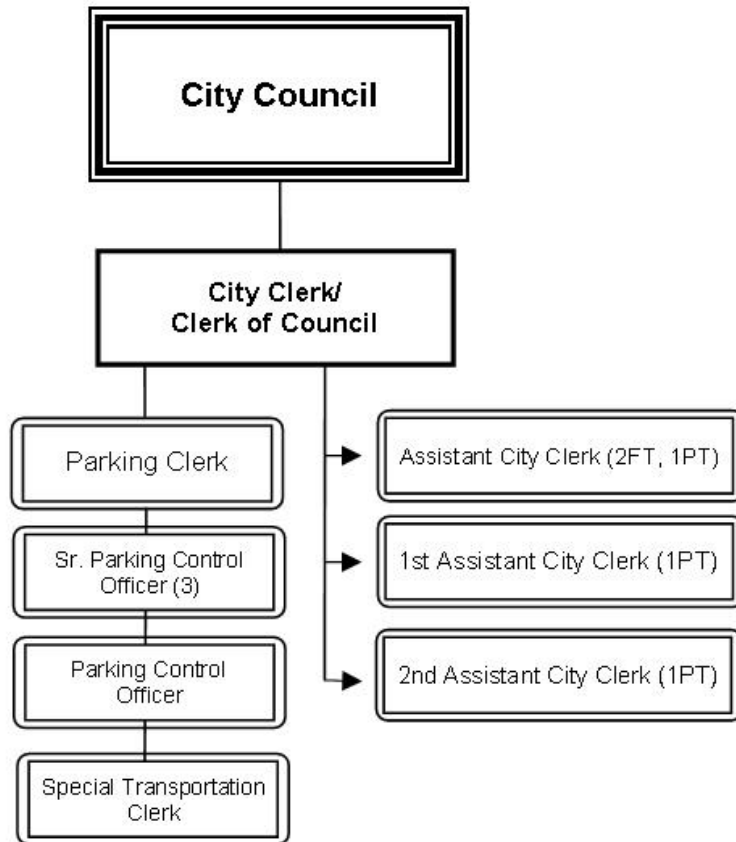 City Council
City Clerk/
Clerk of Council
Parking Clerk
Sr. Parking Control
Officer (3)
Parking Control
Officer
Special Transportation
Clerk
Assistant City Clerk (2FT, 1PT)
1st Assistant City Clerk (1PT)
2nd Assistant City Clerk (1PT)